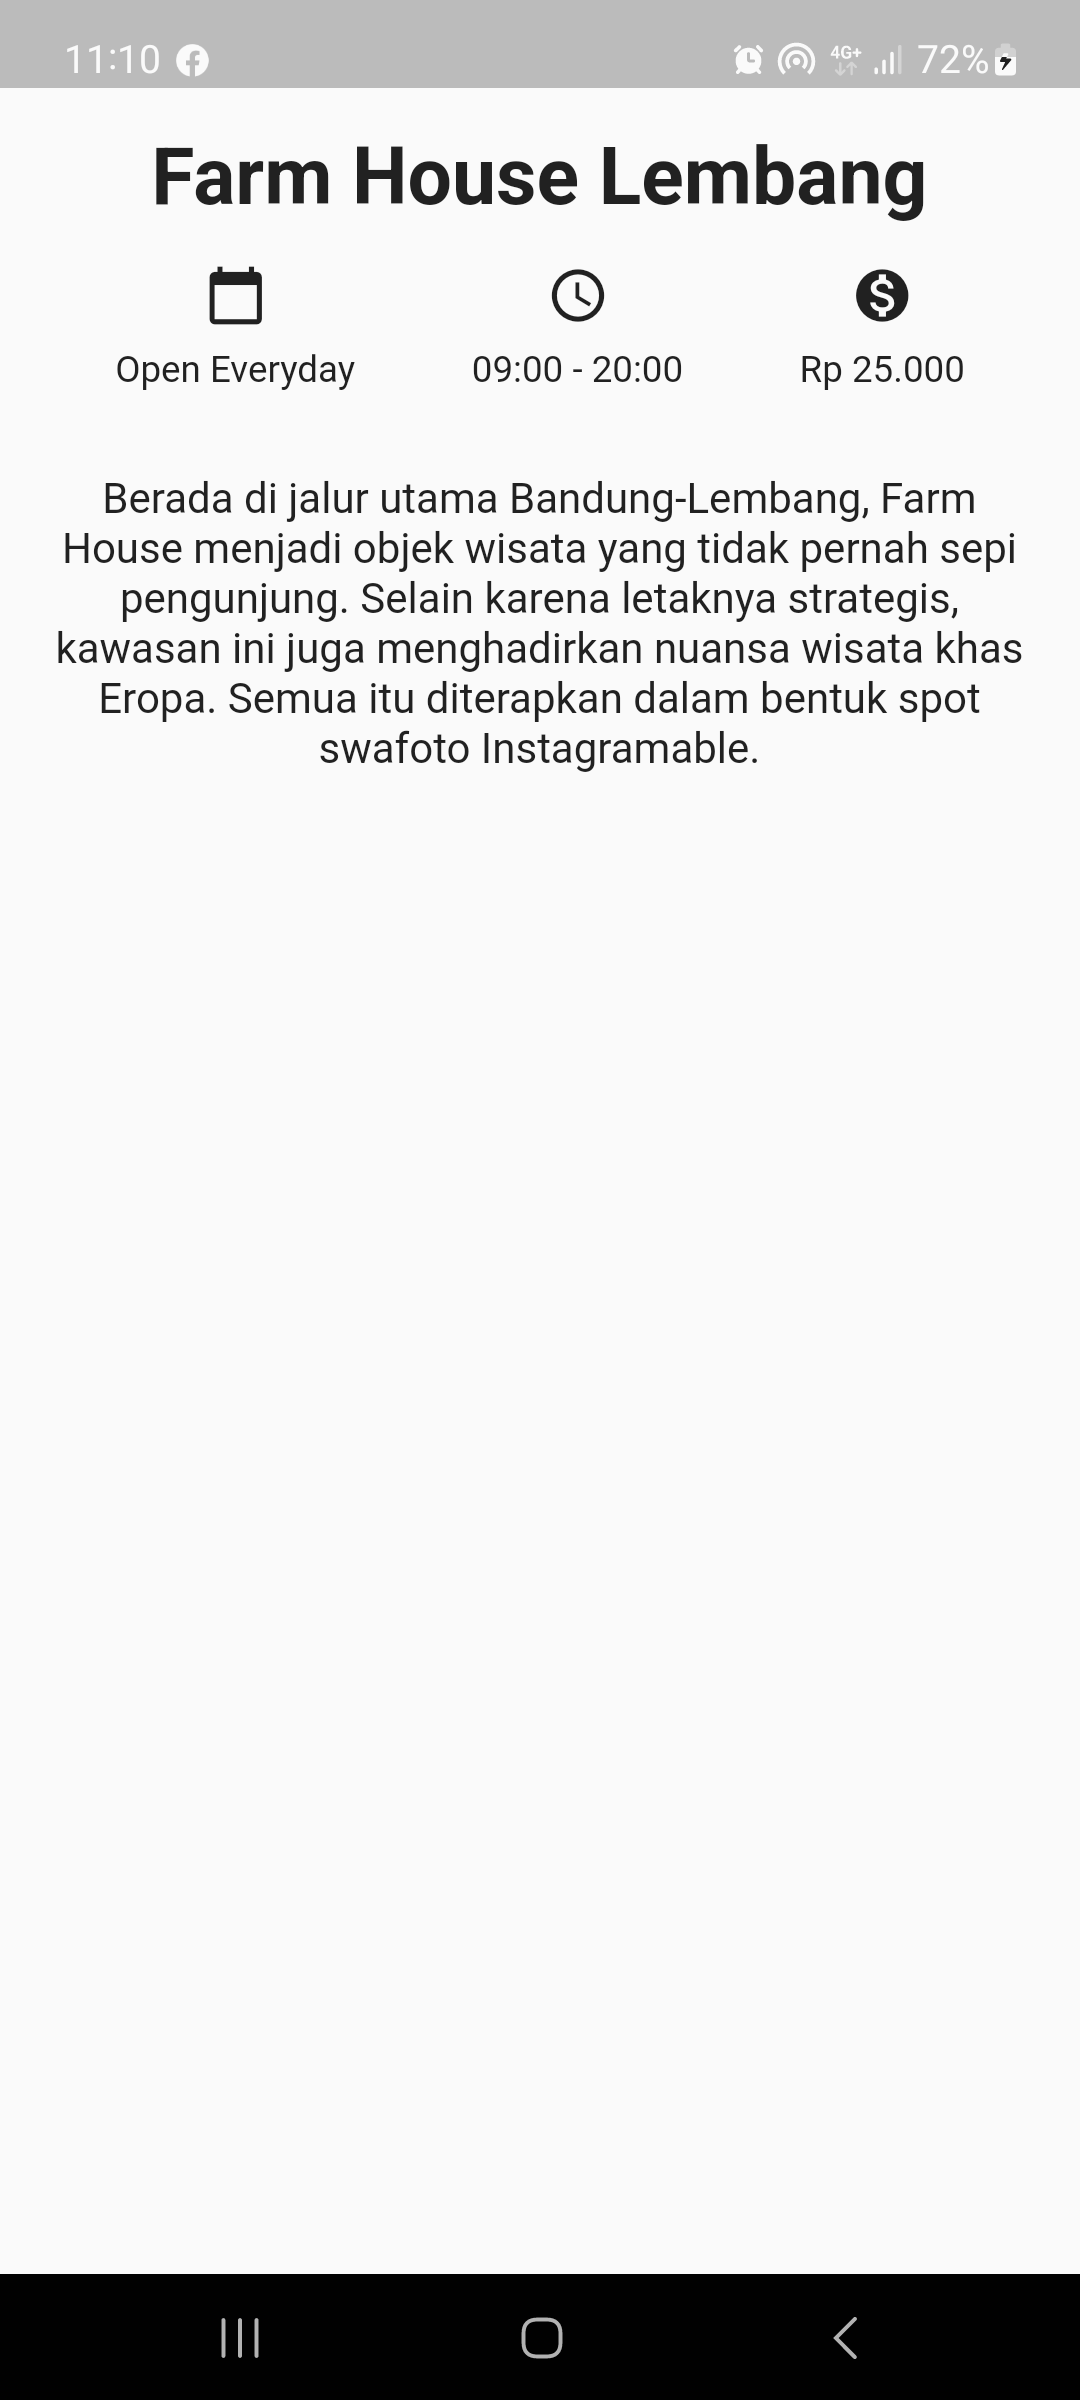 11:10 4G+ 72%
Farm House Lembang
Open Everyday 09:00 - 20:00 Rp 25.000
Berada di jalur utama Bandung-Lembang, Farm
House menjadi objek wisata yang tidak pernah sepi
pengunjung. Selain karena letaknya strategis,
kawasan ini juga menghadirkan nuansa wisata khas
Eropa. Semua itu diterapkan dalam bentuk spot
swafoto Instagramable.